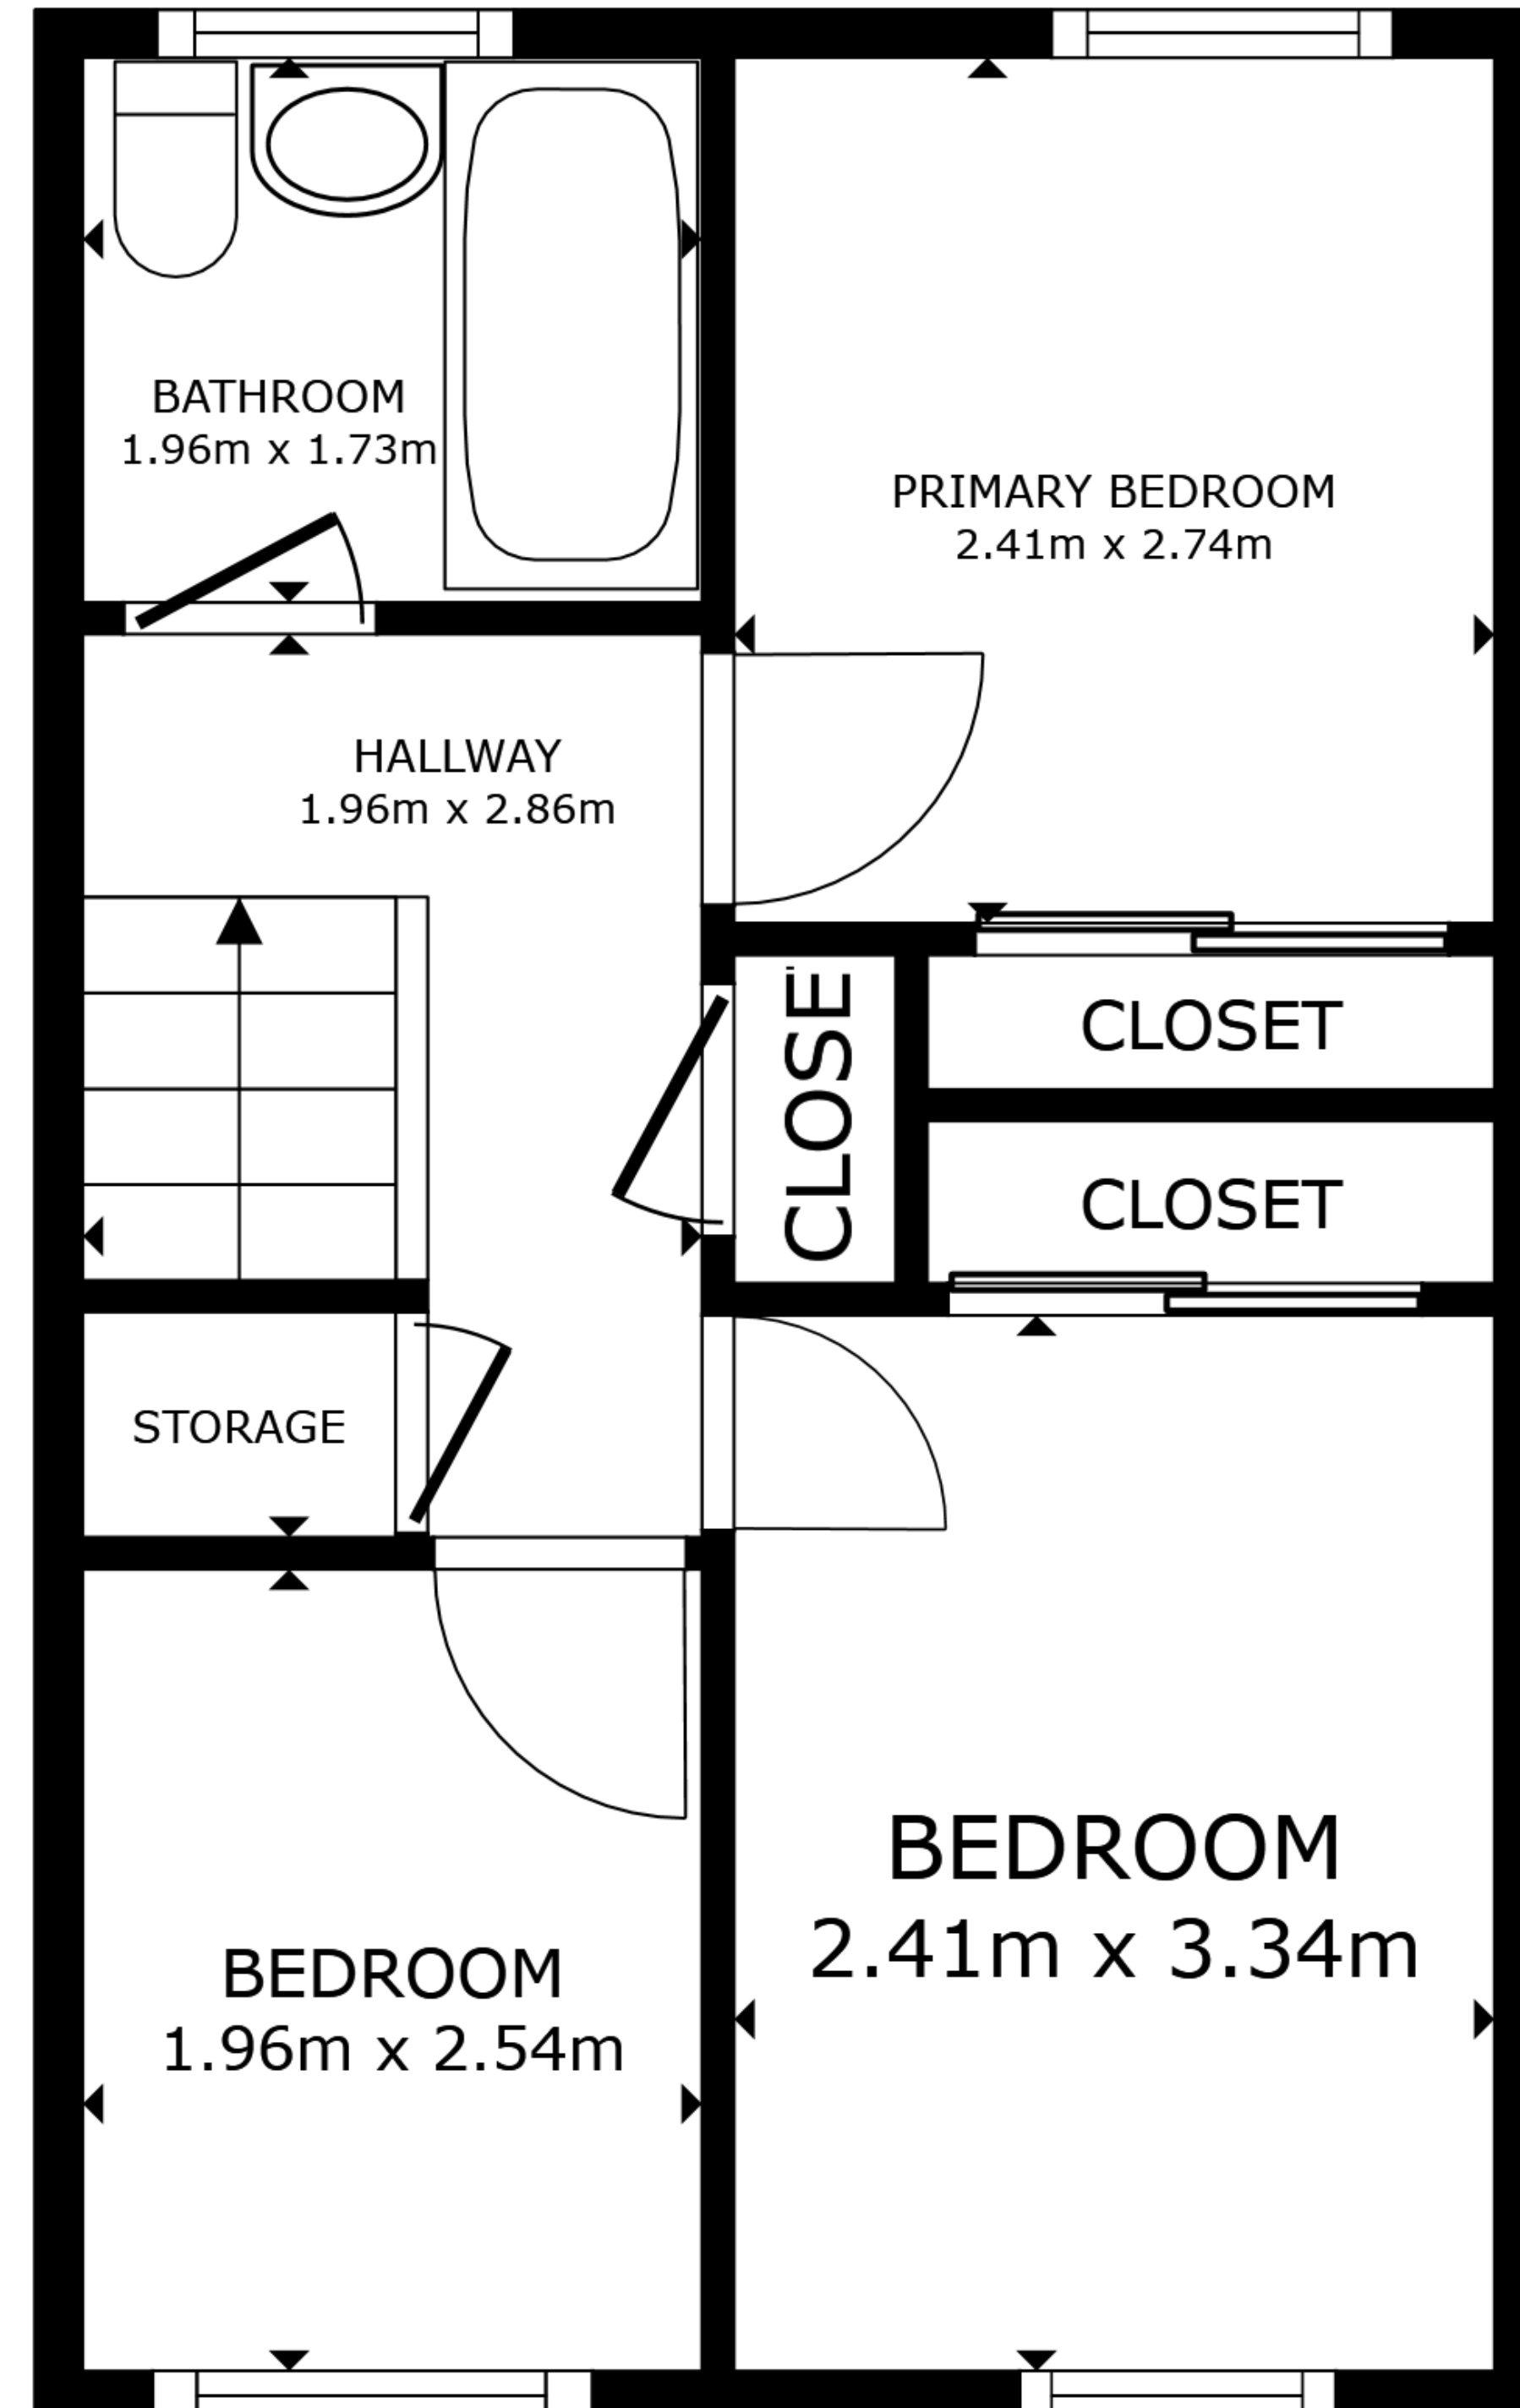 BATHROOM
1.96m x 1.73m
PRIMARY BEDROOM
2.41m x 2.74m
HALLWAY
1.96m x 2.86m
CLOSE
CLOSET
CLOSET
STORAGE
BEDROOM
2.41m x 3.34m
BEDROOM
1.96m x 2.54m